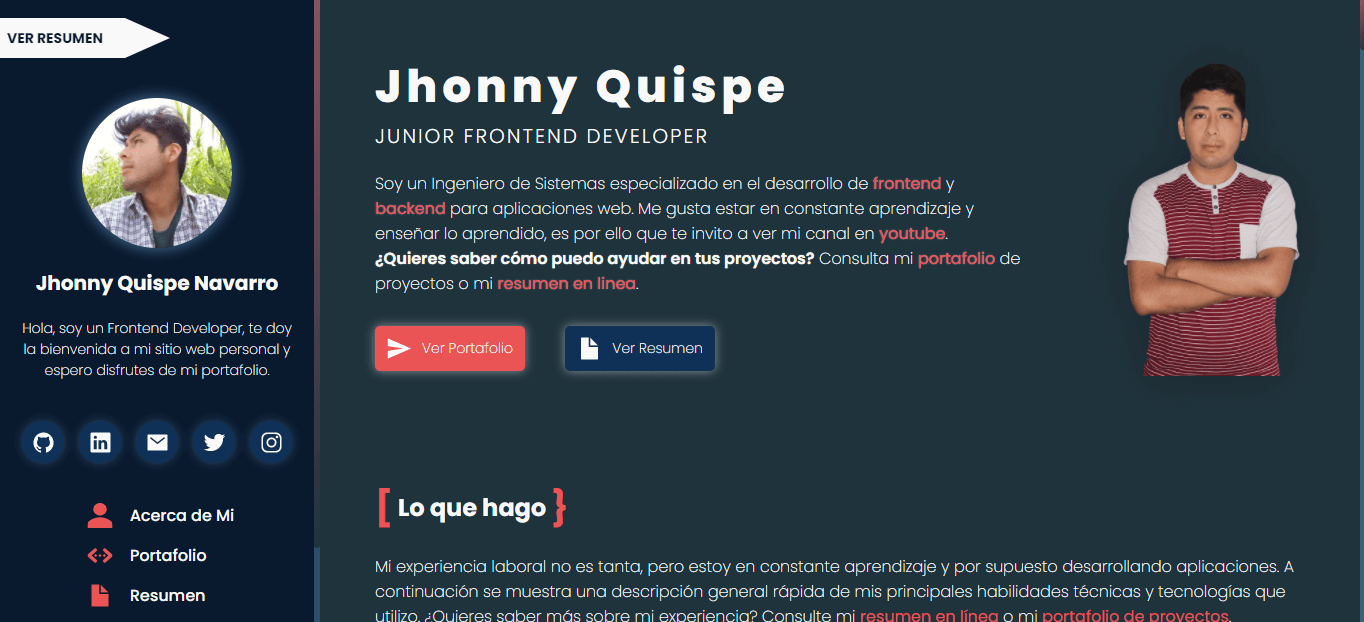 VER RESUMEN
Jhonny Quispe Navarro
Hola, soy un Frontend Developer, te doy
la bienvenida a mi sitio web personal y
espero disfrutes de mi portafolio.
in
Acerca de Mi
Portafolio
Resumen
Jhonny Quispe
JUNIOR FRONTEND DEVELOPER
Soy un Ingeniero de Sistemas especializado en el desarrollo de frontend y
backend para aplicaciones web. Me gusta estar en constante aprendizaje y
enseñar lo aprendido, es por ello que te invito a ver mi canal en youtube.
¿Quieres saber cómo puedo ayudar en tus proyectos? Consulta mi portafolio de
proyectos o mi resumen en linea.
Ver Portafolio
Ver Resumen
[ Lo que hago }
Mi experiencia laboral no es tanta, pero estoy en constante aprendizaje y por supuesto desarrollando aplicaciones. A
continuación se muestra una descripción general rápida de mis principales habilidades técnicas y tecnologías que
utilizo. ¿Quieres saber más sobre mi experiencia? Consulte mi resumen en línea o mi portafolio de proyectos.